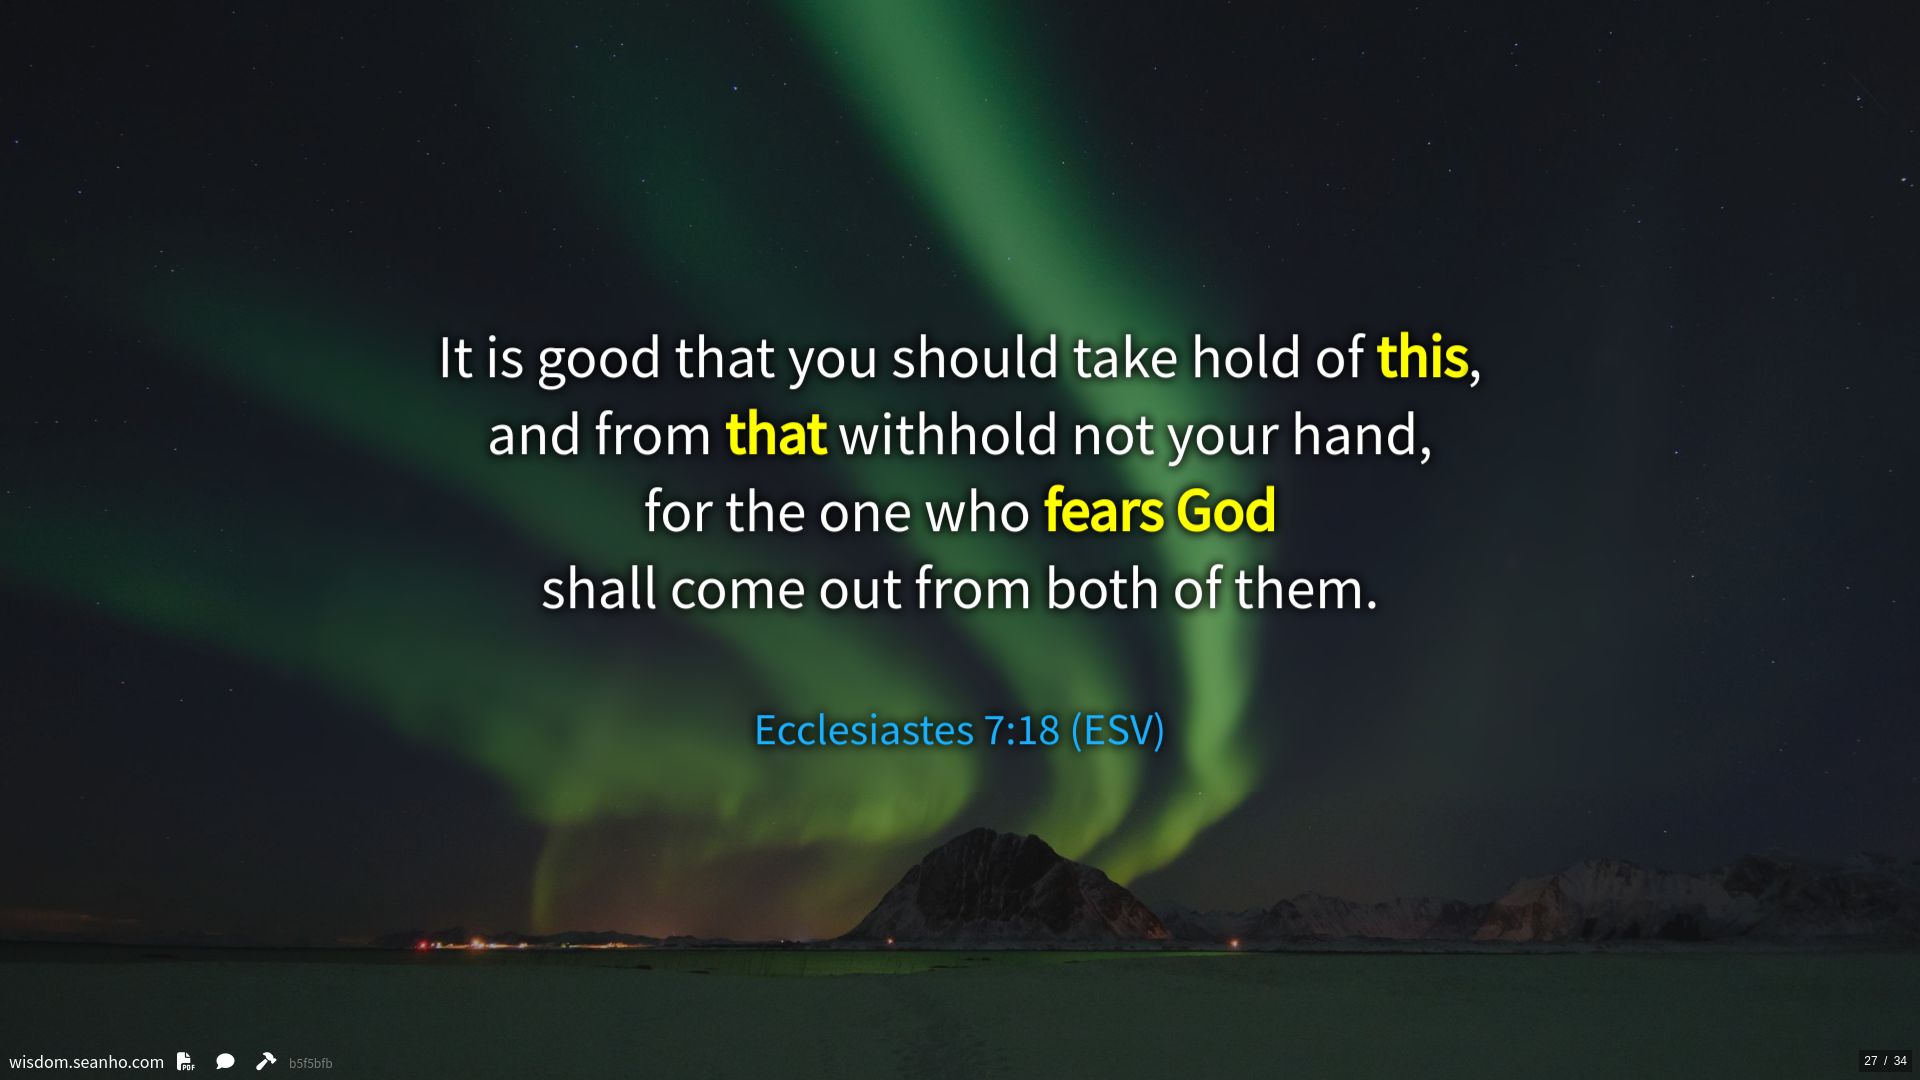 It is good that you should take hold of this,
and from that withhold not your hand,
for the one who fears God
shall come out from both of them.
Ecclesiastes 7:18 (ESV)
wisdom.seanho.com PDF b5f5bfb
27 / 34